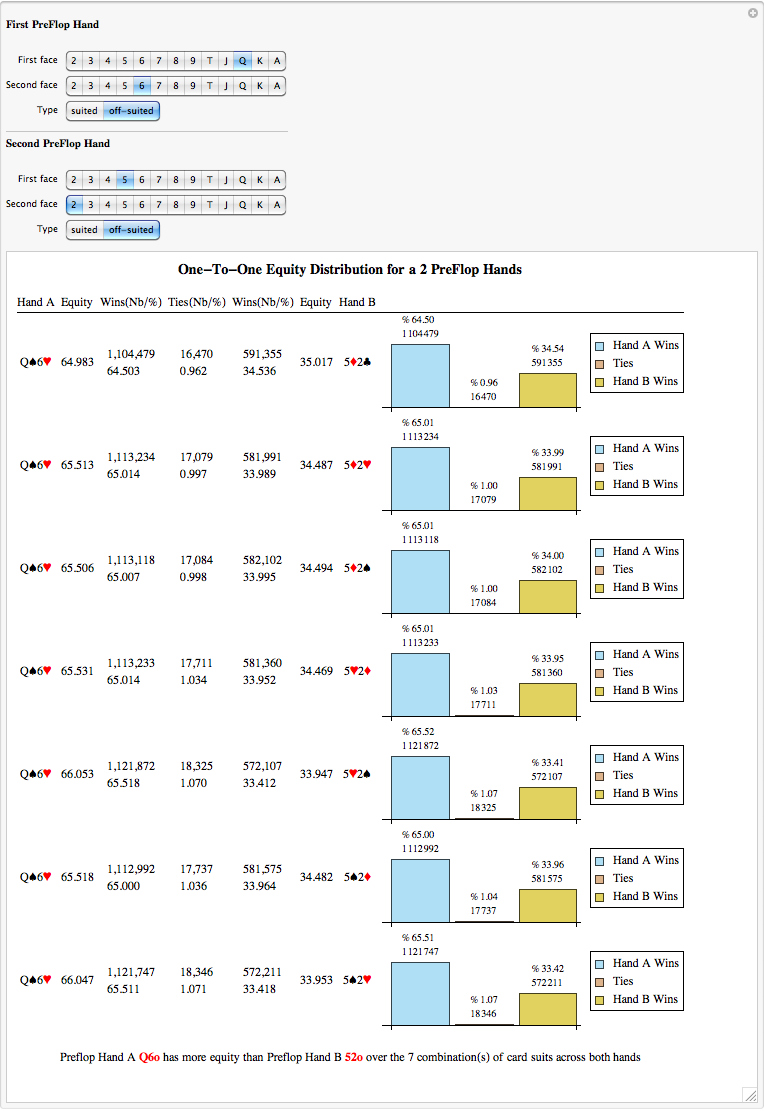 First PreFlop Hand
First face 2 3 4 5 6 7 8 9 T J Q K A
Second face 2 3 4 5 6 7 8 9 T J Q K A
Type suited off–suited
Second PreFlop Hand
First face 2 3 4 5 6 7 8 9 T J Q K A
Second face 2 3 4 5 6 7 8 9 T J Q K A
Type suited off–suited
One–To–One Equity Distribution for a 2 PreFlop Hands
Hand A Equity Wins(Nb/%) Ties(Nb/%) Wins(Nb/%) Equity Hand B
% 64.50
1104479
Q♠6♥ 64.983 1,104,479 16,470 591,355 35.017 5♦2♣
64.503 0.962 34.536
% 0.96
16470
% 34.54
591355
Hand A Wins
Ties
Hand B Wins
% 65.01
1113234
Q♠6♥ 65.513 1,113,234 17,079 581,991 34.487 5♦2♥
65.014 0.997 33.989
% 1.00
17079
% 33.99
581991
Hand A Wins
Ties
Hand B Wins
% 65.01
1113118
Q♠6♥ 65.506 1,113,118 17,084 582,102 34.494 5♦2♠
65.007 0.998 33.995
% 1.00
17084
% 34.00
582102
Hand A Wins
Ties
Hand B Wins
% 65.01
1113233
Q♠6♥ 65.531 1,113,233 17,711 581,360 34.469 5♥2♦
65.014 1.034 33.952
% 1.03
17711
% 33.95
581360
Hand A Wins
Ties
Hand B Wins
% 65.52
1121872
Q♠6♥ 66.053 1,121,872 18,325 572,107 33.947 5♥2♠
65.518 1.070 33.412
% 1.07
18325
% 33.41
572107
Hand A Wins
Ties
Hand B Wins
% 65.00
1112992
Q♠6♥ 65.518 1,112,992 17,737 581,575 34.482 5♠2♦
65.000 1.036 33.964
% 1.04
17737
% 33.96
581575
Hand A Wins
Ties
Hand B Wins
% 65.51
1121747
Q♠6♥ 66.047 1,121,747 18,346 572,211 33.953 5♠2♥
65.511 1.071 33.418
% 1.07
18346
% 33.42
572211
Hand A Wins
Ties
Hand B Wins
Preflop Hand A Q6o has more equity than Preflop Hand B 52o over the 7 combination(s) of card suits across both hands